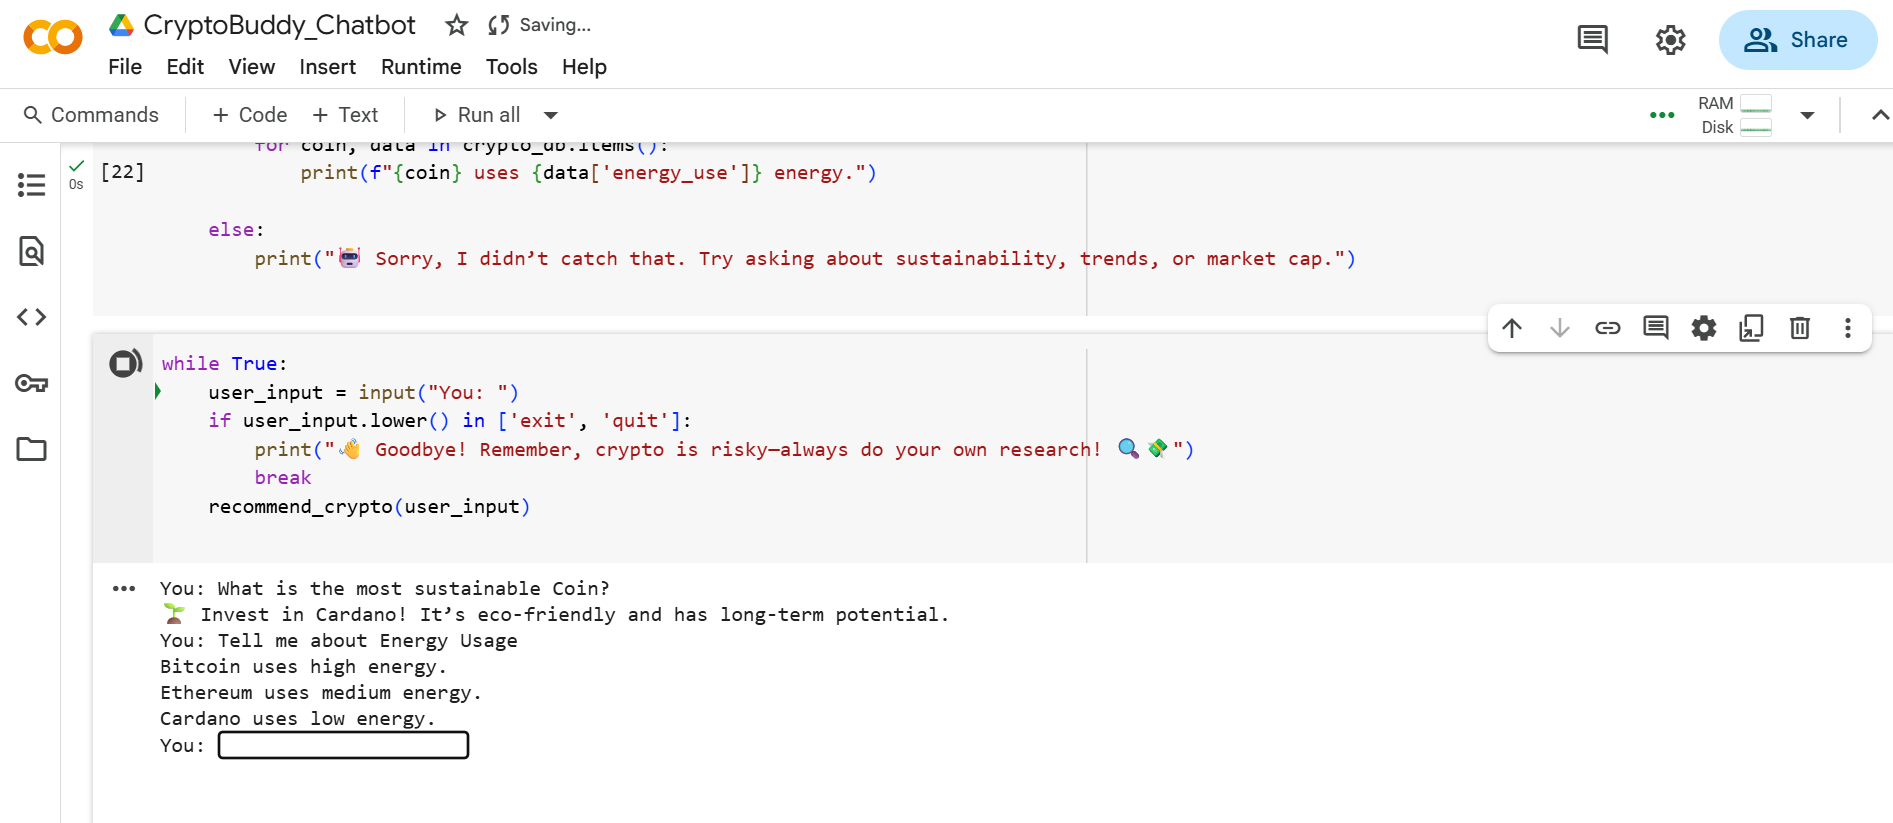 CryptoBuddy_Chatbot Saving...
File Edit View Insert Runtime Tools Help
Share
Commands + Code + Text Run all
RAM
Disk
for coin, data in crypto_db.items():
0s
[22] print(f"{coin} uses {data['energy_use']} energy.")
else:
print("🤖 Sorry, I didn’t catch that. Try asking about sustainability, trends, or market cap.")
while True:
user_input = input("You: ")
if user_input.lower() in ['exit', 'quit']:
print("👋 Goodbye! Remember, crypto is risky—always do your own research! 🔍💸")
break
recommend_crypto(user_input)
You: What is the most sustainable Coin?
🌱 Invest in Cardano! It’s eco-friendly and has long-term potential.
You: Tell me about Energy Usage
Bitcoin uses high energy.
Ethereum uses medium energy.
Cardano uses low energy.
You: